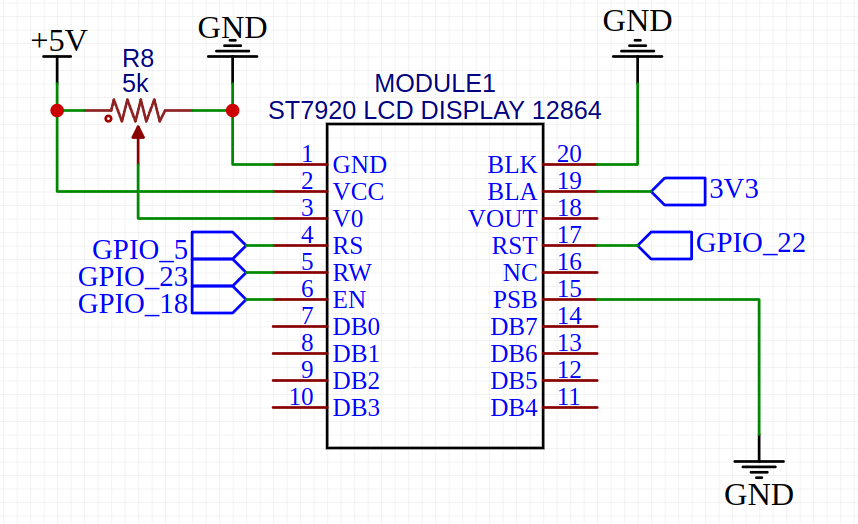 GND
GND
+5V
R8
5k
MODULE1
ST7920 LCD DISPLAY 12864
1 GND BLK 20
2 VCC BLA 19 3V3
3 V0 VOUT 18
GPIO_5 4 RS RST 17 GPIO_22
GPIO_23 5 RW NC 16
GPIO_18 6 EN PSB 15
7 DB0 DB7 14
8 DB1 DB6 13
9 DB2 DB5 12
10 DB3 DB4 11
GND